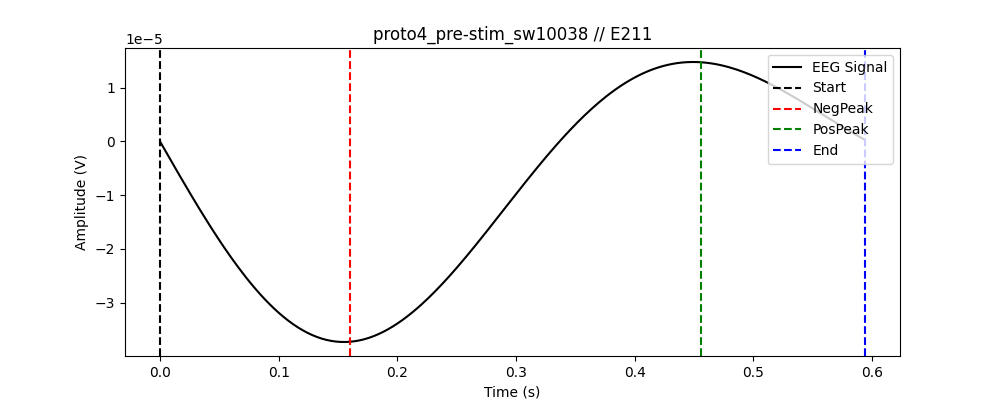 proto4_pre-stim_sw10038 // E211
1e−5
EEG Signal
Start
NegPeak
PosPeak
End
1
0
−1
−2
−3
Amplitude (V)
0.0 0.1 0.2 0.3 0.4 0.5 0.6
Time (s)